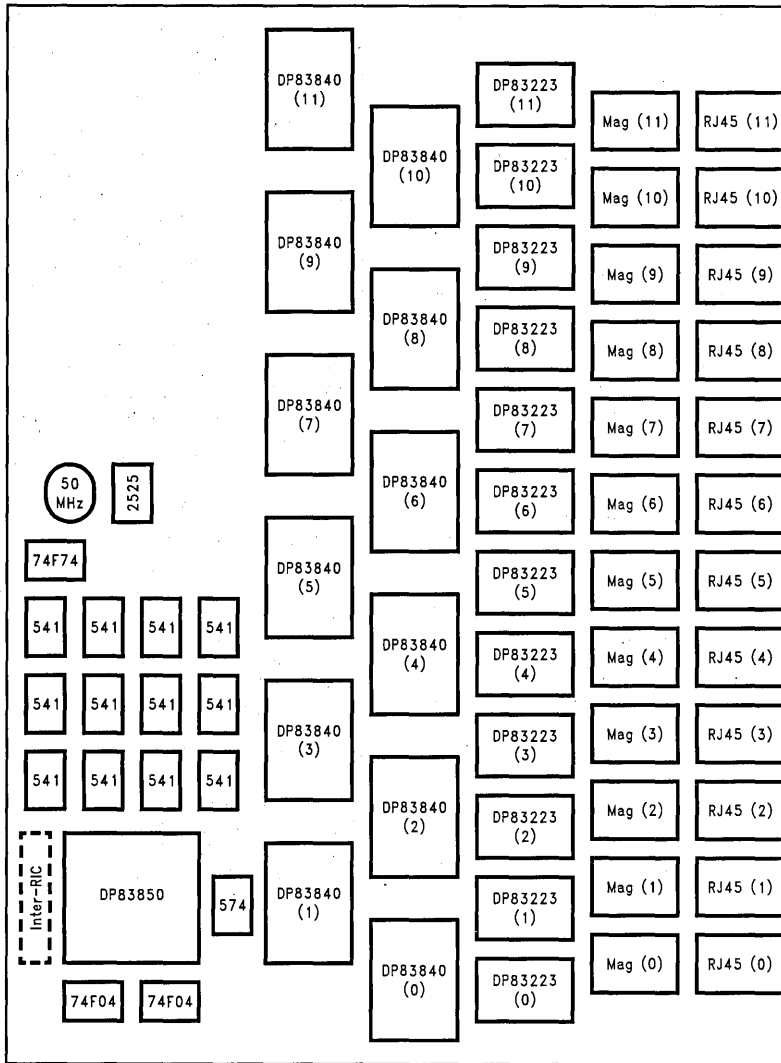 DP83840
(11)
DP83840
(9)
DP83840
(7)
DP83840
(5)
DP83840
(3)
DP83840
(1)
DP83840
(10)
DP83840
(8)
DP83840
(6)
DP83840
(4)
DP83840
(2)
DP83840
(0)
DP83223
(11)
DP83223
(10)
DP83223
(9)
DP83223
(8)
DP83223
(7)
DP83223
(6)
DP83223
(5)
DP83223
(4)
DP83223
(3)
DP83223
(2)
DP83223
(1)
DP83223
(0)
Mag (11)
Mag (10)
Mag (9)
Mag (8)
Mag (7)
Mag (6)
Mag (5)
Mag (4)
Mag (3)
Mag (2)
Mag (1)
Mag (0)
RJ45 (11)
RJ45 (10)
RJ45 (9)
RJ45 (8)
RJ45 (7)
RJ45 (6)
RJ45 (5)
RJ45 (4)
RJ45 (3)
RJ45 (2)
RJ45 (1)
RJ45 (0)
50
MHz
2525
74F74
541 541 541 541
541 541 541 541
541 541 541 541
Inter-RIC
DP83850
574
74F04 74F04